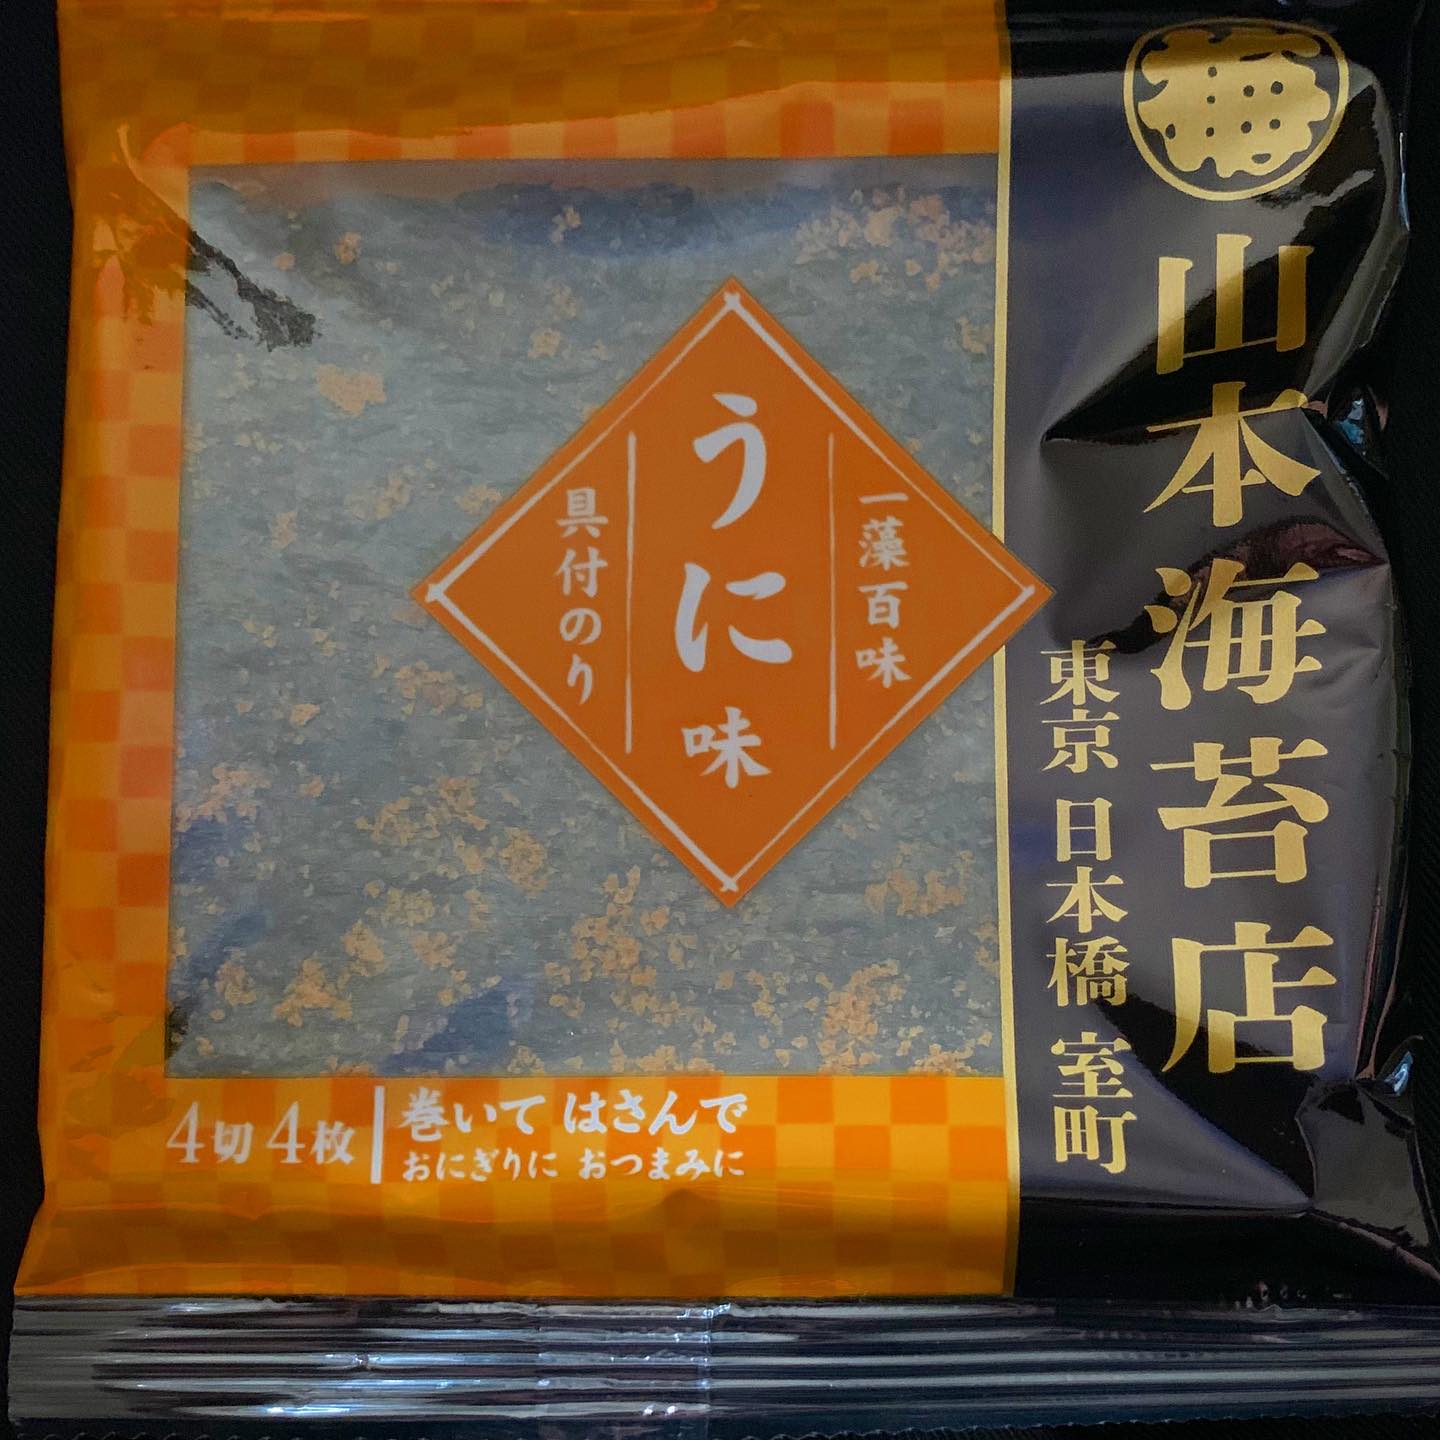 梅
山本海苔店
東京 日本橋 室町
一藻百味
うに味
具付のり
4切4枚
巻いて はさんで
おにぎりに おつまみに